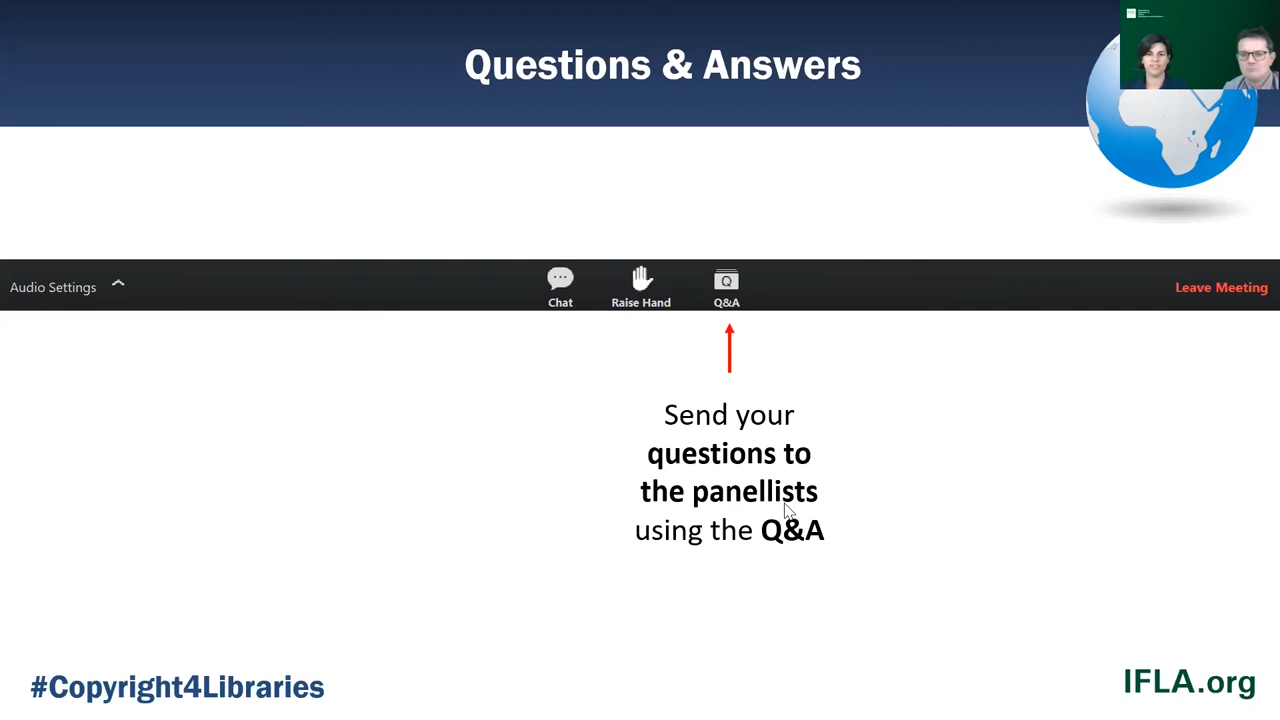 Questions & Answers
Audio Settings
Chat
Raise Hand
Q&A
Leave Meeting
Send your
questions to
the panellists
using the Q&A
#Copyright4Libraries
IFLA.org